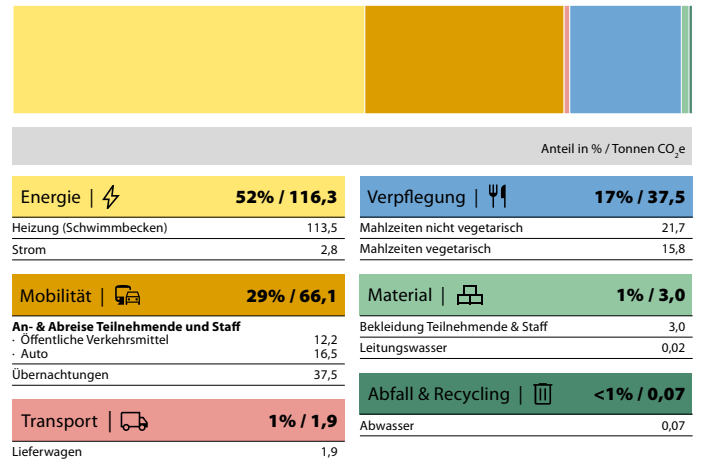 Anteil in % / Tonnen CO₂e
Energie | 52% / 116,3
Heizung (Schwimmbecken) 113,5
Strom 2,8
Mobilität | 29% / 66,1
An- & Abreise Teilnehmende und Staff
· Öffentliche Verkehrsmittel 12,2
· Auto 16,5
Übernachtungen 37,5
Transport | 1% / 1,9
Lieferwagen 1,9
Verpflegung | 17% / 37,5
Mahlzeiten nicht vegetarisch 21,7
Mahlzeiten vegetarisch 15,8
Material | 1% / 3,0
Bekleidung Teilnehmende & Staff 3,0
Leitungswasser 0,02
Abfall & Recycling | <1% / 0,07
Abwasser 0,07